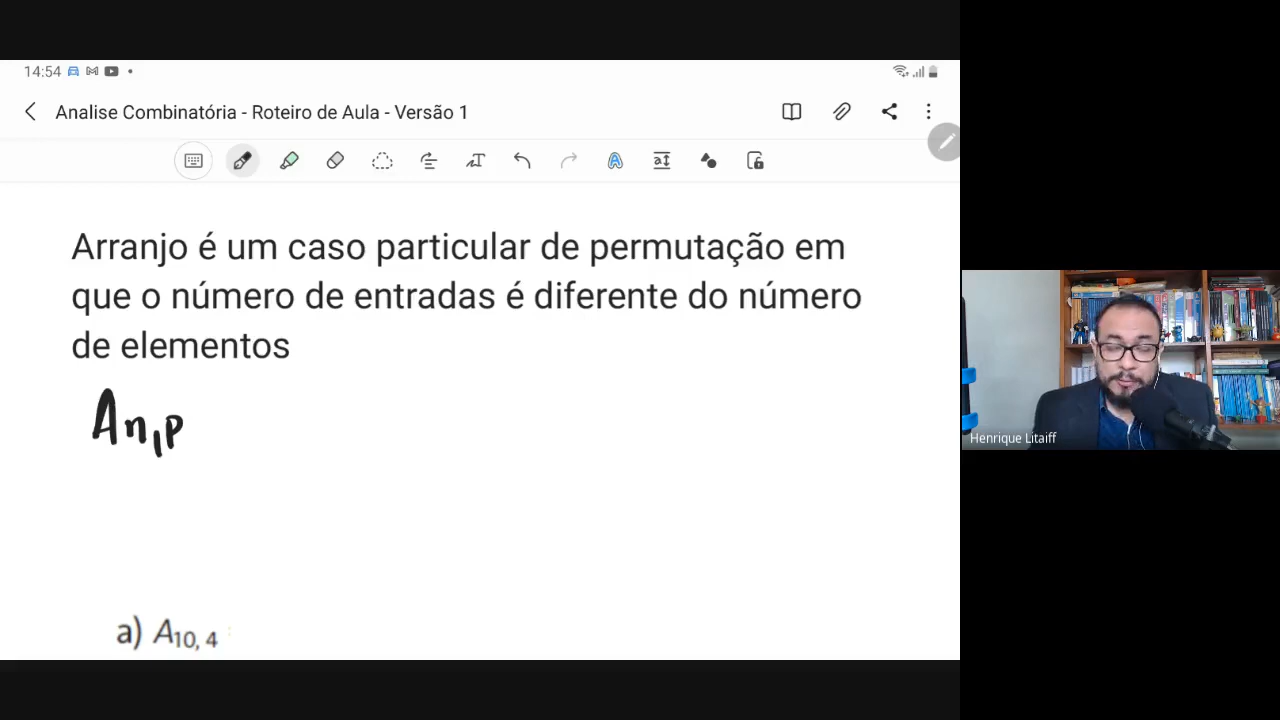 14:54
Analise Combinatória - Roteiro de Aula - Versão 1
Arranjo é um caso particular de permutação em
que o número de entradas é diferente do número
de elementos
An,p
a) A10, 4
Henrique Litaiff